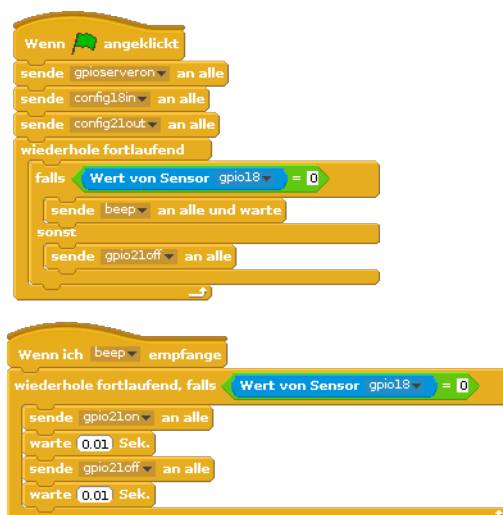 Wenn angeklickt
sende gpioserveron an alle
sende config18in an alle
sende config21out an alle
wiederhole fortlaufend
falls Wert von Sensor gpio18 = 0
sende beep an alle und warte
sonst
sende gpio21off an alle
Wenn ich beep empfange
wiederhole fortlaufend, falls Wert von Sensor gpio18 = 0
sende gpio21on an alle
warte 0.01 Sek.
sende gpio21off an alle
warte 0.01 Sek.